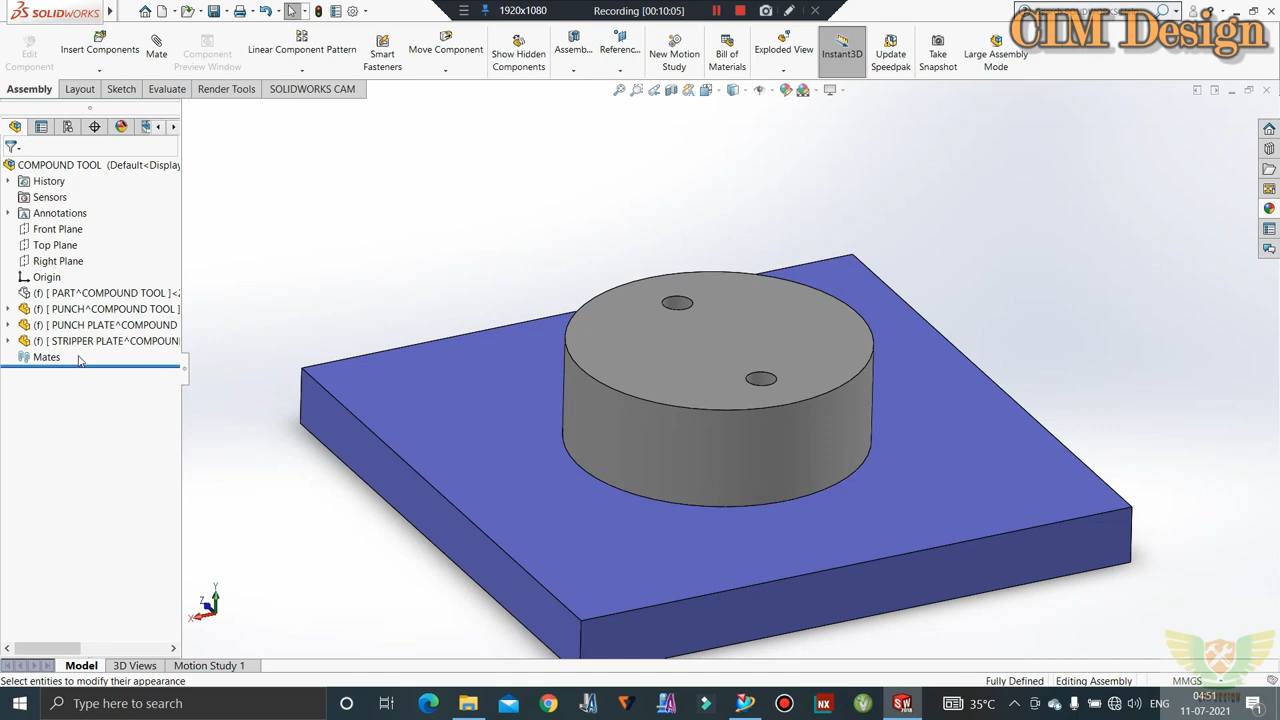 SOLIDWORKS
1920x1080
Recording [00:10:05]
CIM Design
Edit Component
Insert Components
Mate
Component Preview Window
Linear Component Pattern
Smart Fasteners
Move Component
Show Hidden Components
Assemb...
Referen...
New Motion Study
Bill of Materials
Exploded View
Instant3D
Update Speedpak
Take Snapshot
Large Assembly Mode
Assembly
Layout
Sketch
Evaluate
Render Tools
SOLIDWORKS CAM
COMPOUND TOOL (Default<Display
History
Sensors
Annotations
Front Plane
Top Plane
Right Plane
Origin
(f) [ PART^COMPOUND TOOL ]<
(f) [ PUNCH^COMPOUND TOOL ]
(f) [ PUNCH PLATE^COMPOUND
(f) [ STRIPPER PLATE^COMPOUN
Mates
Y
Z
X
Model
3D Views
Motion Study 1
Select entities to modify their appearance
Fully Defined
Editing Assembly
MMGS
Type here to search
35°C
ENG
04:51
11-07-2021